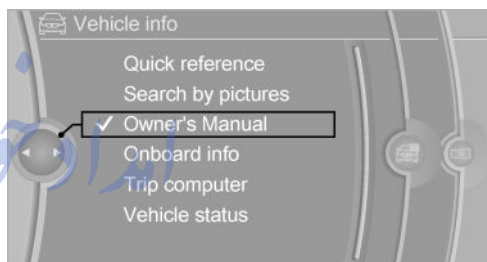 Vehicle info
Quick reference
Search by pictures
Owner's Manual
Onboard info
Trip computer
Vehicle status